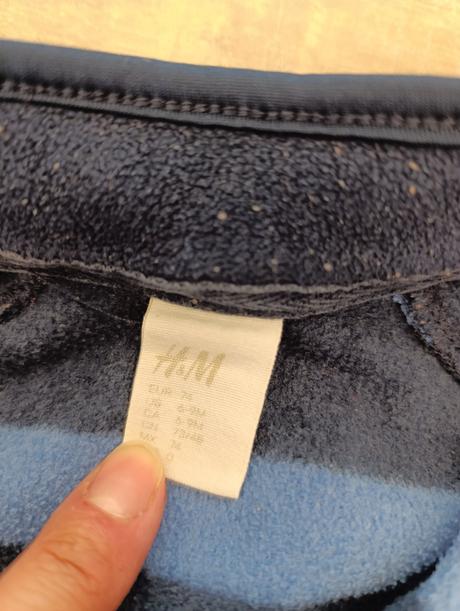 H&M
EUR 74
US 6-9M
CA 6-9M
CN 73/48
MX 74